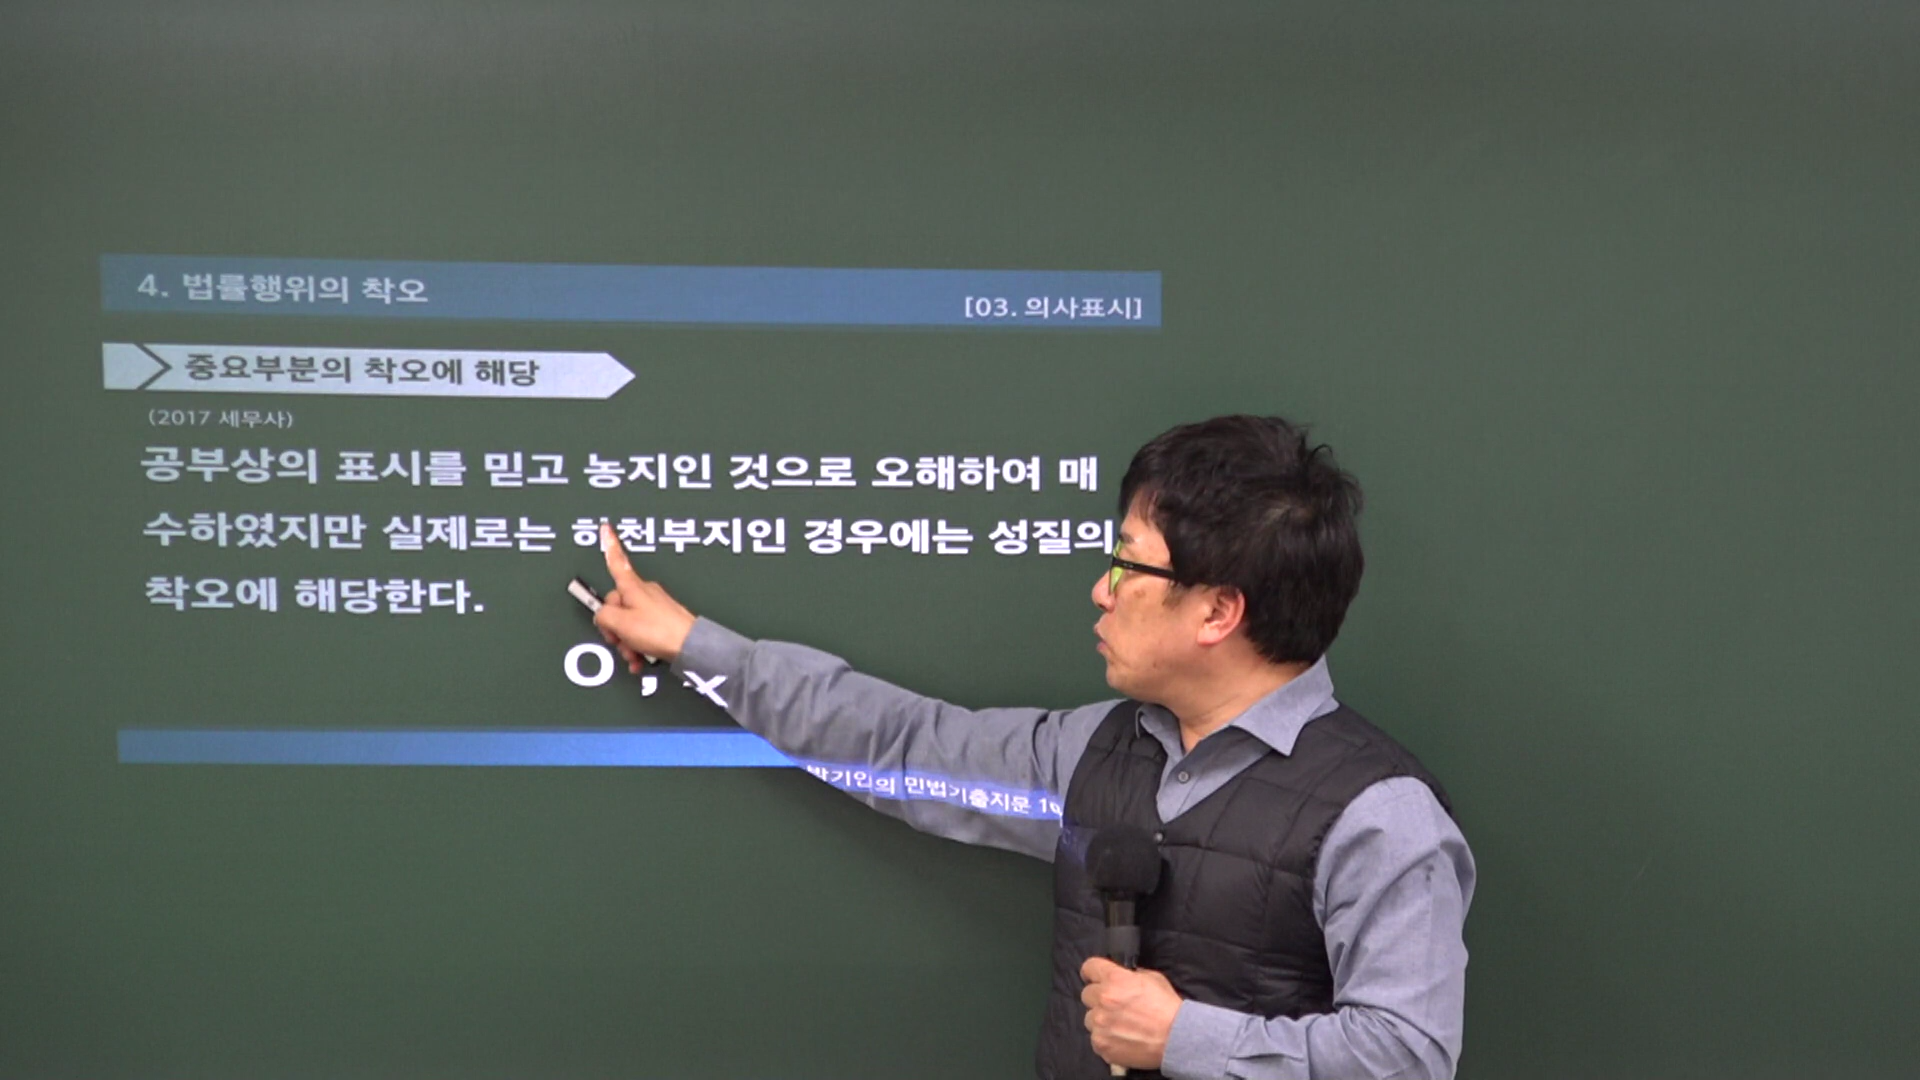 4. 법률행위의 착오
[03. 의사표시]
중요부분의 착오에 해당
(2017 세무사)
공부상의 표시를 믿고 농지인 것으로 오해하여 매
수하였지만 실제로는 하천부지인 경우에는 성질의
착오에 해당한다.
O , X
박기인의 민법기출지문